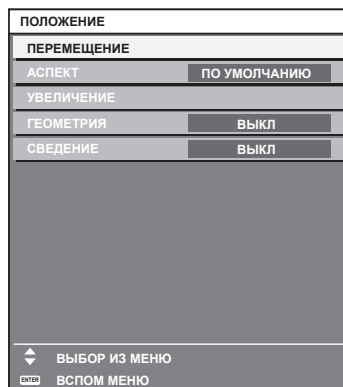 ПОЛОЖЕНИЕ
ПЕРЕМЕЩЕНИЕ
АСПЕКТ ПО УМОЛЧАНИЮ
УВЕЛИЧЕНИЕ
ГЕОМЕТРИЯ ВЫКЛ
СВЕДЕНИЕ ВЫКЛ
ВЫБОР ИЗ МЕНЮ
ENTER ВСПОМ МЕНЮ